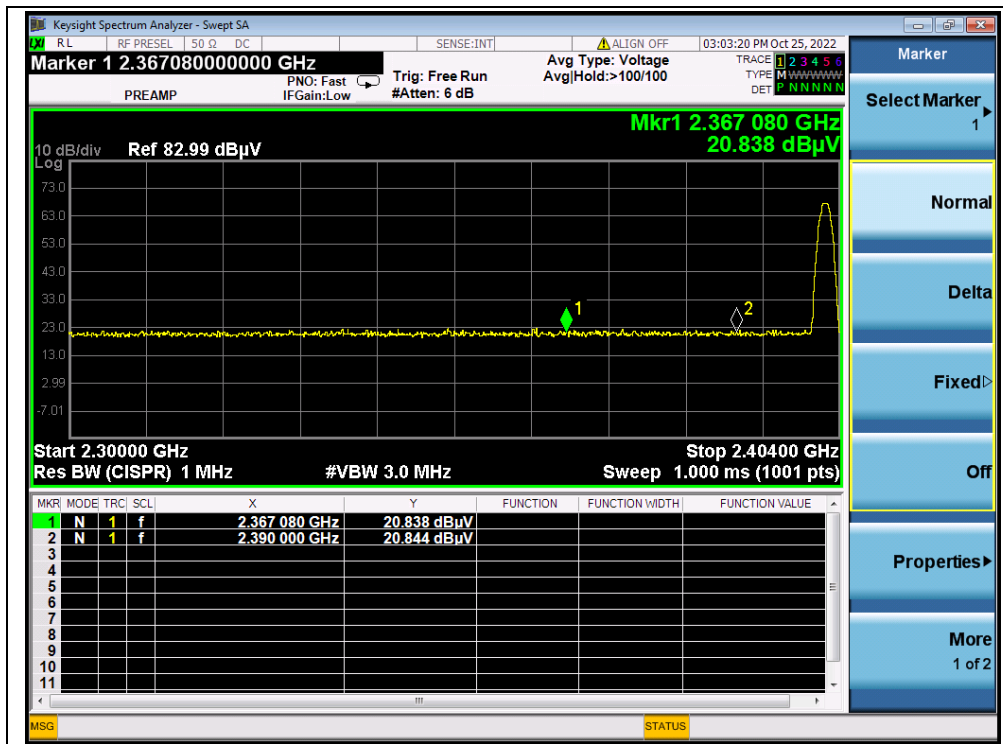 Keysight Spectrum Analyzer - Swept SA
LXI RL RF PRESEL 50 Ω DC SENSE:INT ALIGN OFF 03:03:20 PM Oct 25, 2022
Marker 1 2.367080000000 GHz
Avg Type: Voltage
TRACE 1 2 3 4 5 6
PREAMP
PNO: Fast
IFGain:Low
Trig: Free Run
#Atten: 6 dB
Avg|Hold:>100/100
TYPE M WWWWW
DET P N N N N N
Mkr1 2.367 080 GHz
20.838 dBµV
10 dB/div Ref 82.99 dBµV
Log
73.0
63.0
53.0
43.0
33.0
23.0
13.0
2.99
-7.01
1
2
Start 2.30000 GHz Stop 2.40400 GHz
Res BW (CISPR) 1 MHz #VBW 3.0 MHz Sweep 1.000 ms (1001 pts)
MKR MODE TRC SCL X Y FUNCTION FUNCTION WIDTH FUNCTION VALUE
1 N 1 f 2.367 080 GHz 20.838 dBµV
2 N 1 f 2.390 000 GHz 20.844 dBµV
3
4
5
6
7
8
9
10
11
MSG STATUS
Marker
Select Marker
1
Normal
Delta
Fixed
Off
Properties
More
1 of 2